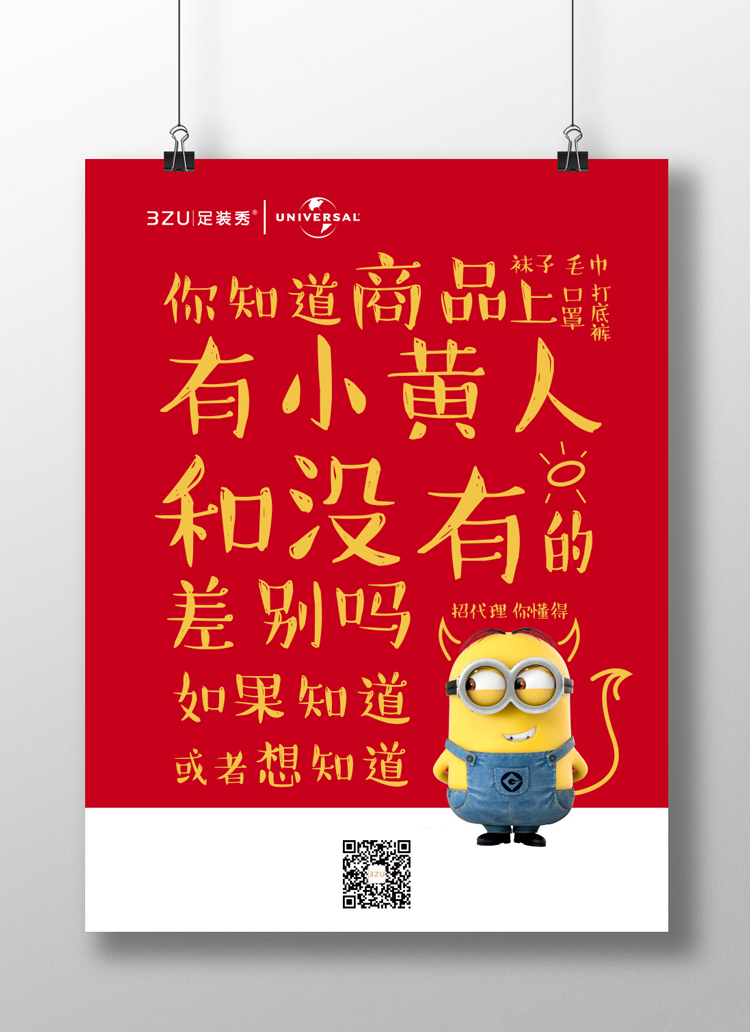 3ZU 足装秀® UNIVERSAL
你知道商品上
袜子 毛巾
口罩 打底裤
有小黄人
和没有的
差别吗
招代理 你懂得
如果知道
或者想知道
G
3ZU